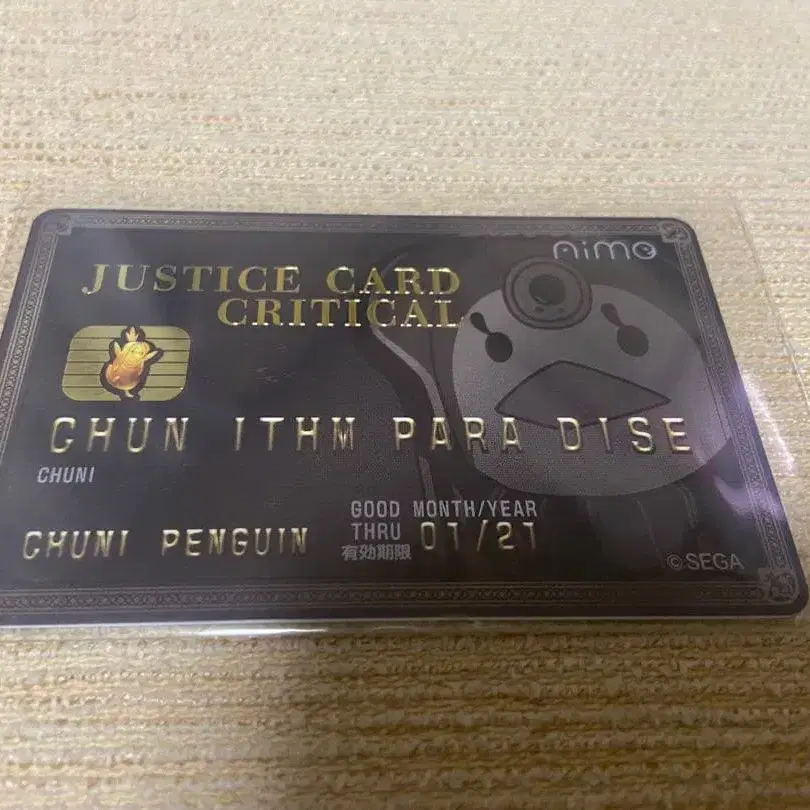 Aime
JUSTICE CARD
CRITICAL
CHUN ITHM PARA DISE
CHUNI
GOOD MONTH/YEAR
THRU 07/21
有効期限
CHUNI PENGUIN
©SEGA